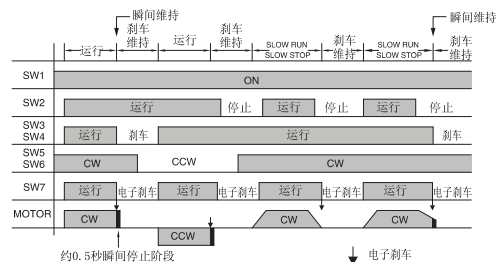 瞬间维持 瞬间维持
运行 刹车维持 运行 刹车维持 SLOW RUN SLOW STOP 刹车维持 SLOW RUN SLOW STOP 刹车维持
SW1 ON
SW2 运行 停止 运行 停止 运行 停止
SW3 SW4 运行 刹车 运行 刹车
SW5 SW6 CW CCW CW
SW7 运行 电子刹车 运行 电子刹车 运行 电子刹车 运行 电子刹车
MOTOR CW CCW CW CW
约0.5秒瞬间停止阶段 电子刹车